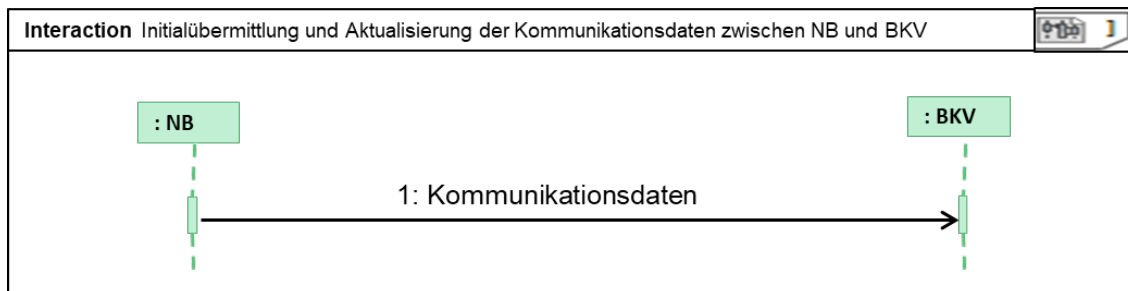 Interaction Initialübermittlung und Aktualisierung der Kommunikationsdaten zwischen NB und BKV
: NB
: BKV
1: Kommunikationsdaten